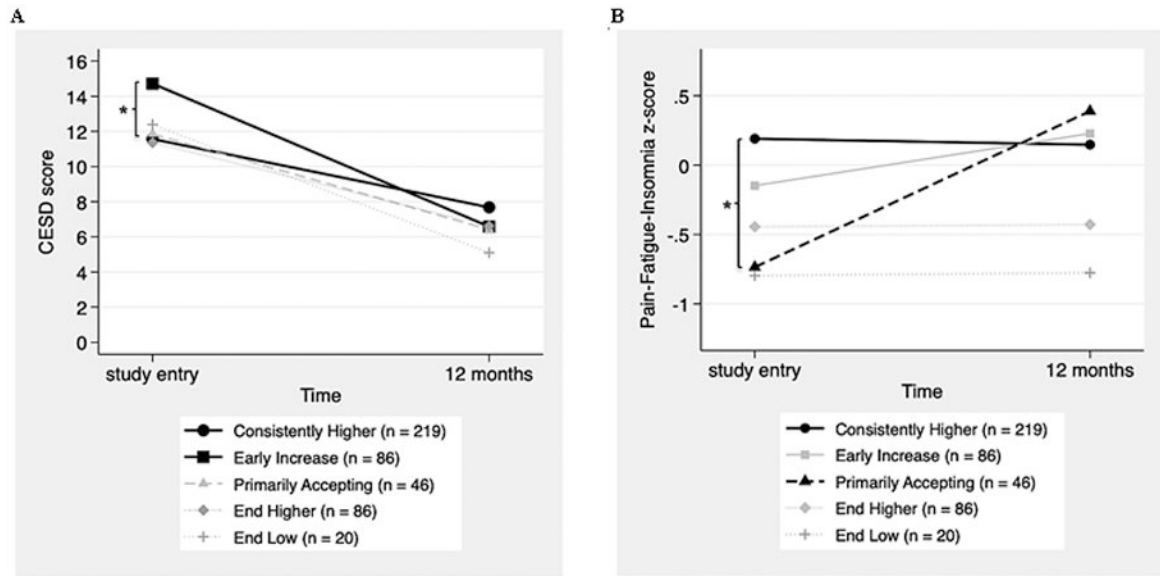 A
16
14
*
12
10
8
6
4
2
0
CESD score
study entry
12 months
Time
Consistently Higher (n = 219)
Early Increase (n = 86)
Primarily Accepting (n = 46)
End Higher (n = 86)
End Low (n = 20)
B
.5
0
*
-.5
-1
Pain-Fatigue-Insomnia z-score
study entry
12 months
Time
Consistently Higher (n = 219)
Early Increase (n = 86)
Primarily Accepting (n = 46)
End Higher (n = 86)
End Low (n = 20)